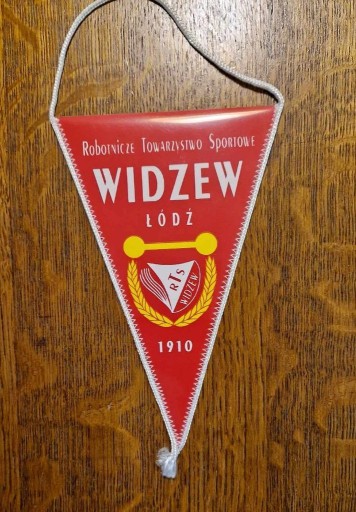 Robotnicze Towarzystwo Sportowe
WIDZEW
ŁÓDŹ
RTS
WIDZEW
1910